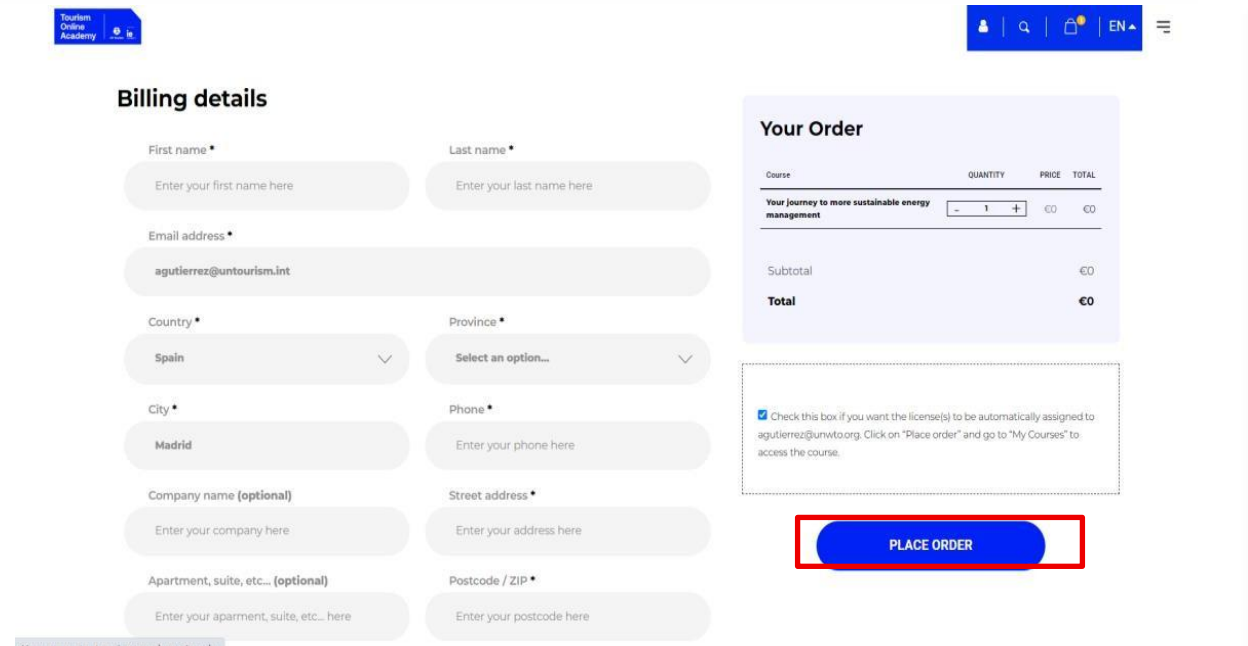 Tourism
Online
Academy
EN
Billing details
First name *
Last name *
Enter your first name here
Enter your last name here
Email address *
agutierrez@untourism.int
Country *
Province *
Spain
Select an option...
City *
Phone *
Madrid
Enter your phone here
Company name (optional)
Street address *
Enter your company here
Enter your address here
Apartment, suite, etc... (optional)
Postcode / ZIP *
Enter your aparment, suite, etc... here
Enter your postcode here
Your Order
Course QUANTITY PRICE TOTAL
Your journey to more sustainable energy
management
- 1 + €0 €0
Subtotal €0
Total €0
Check this box if you want the license(s) to be automatically assigned to
agutierrez@unwto.org. Click on "Place order" and go to "My Courses" to
access the course.
PLACE ORDER